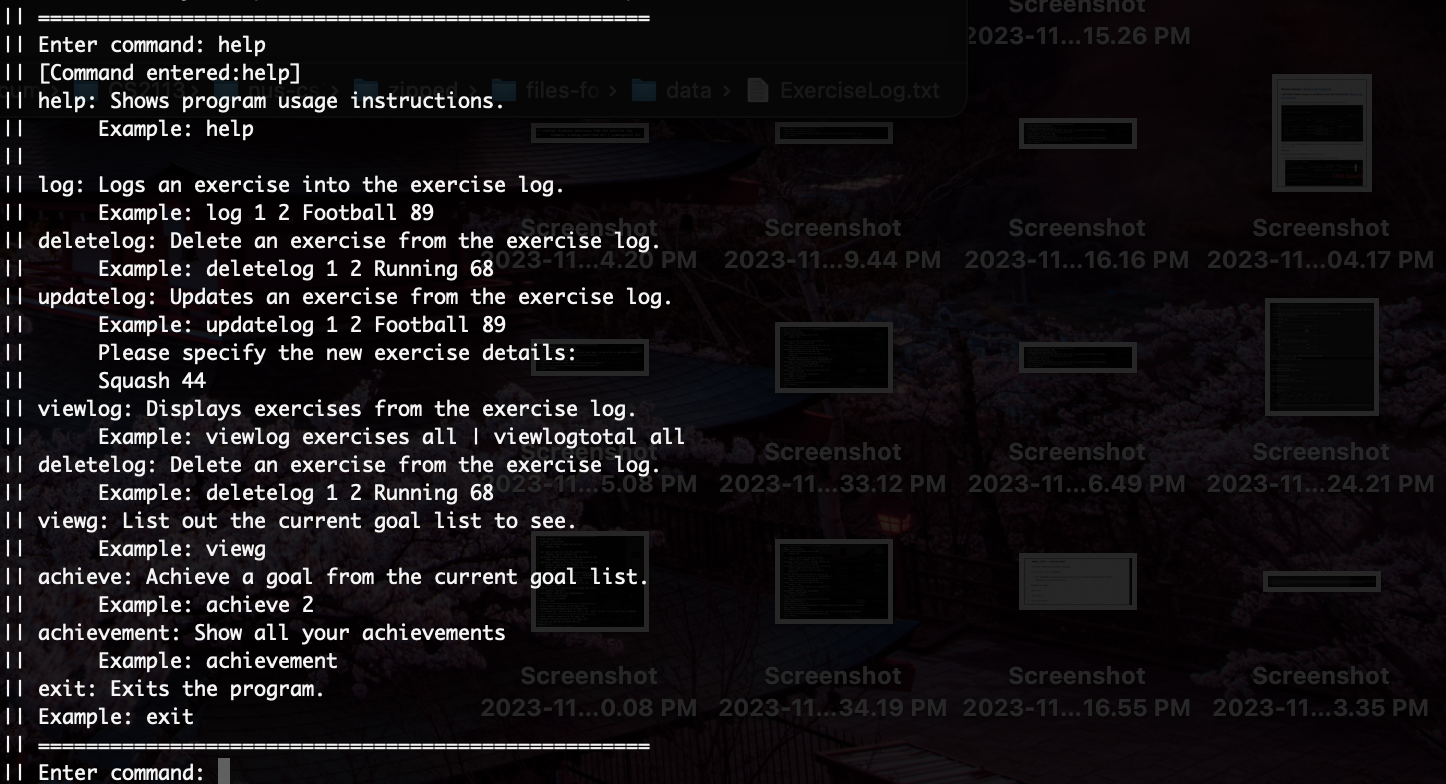 || ===================================================
|| Enter command: help
|| [Command entered:help]
|| help: Shows program usage instructions.
||      Example: help
||
|| log: Logs an exercise into the exercise log.
||      Example: log 1 2 Football 89
|| deletelog: Delete an exercise from the exercise log.
||      Example: deletelog 1 2 Running 68
|| updatelog: Updates an exercise from the exercise log.
||      Example: updatelog 1 2 Football 89
||      Please specify the new exercise details:
||      Squash 44
|| viewlog: Displays exercises from the exercise log.
||      Example: viewlog exercises all | viewlogtotal all
|| deletelog: Delete an exercise from the exercise log.
||      Example: deletelog 1 2 Running 68
|| viewg: List out the current goal list to see.
||      Example: viewg
|| achieve: Achieve a goal from the current goal list.
||      Example: achieve 2
|| achievement: Show all your achievements
||      Example: achievement
|| exit: Exits the program.
|| Example: exit
|| ===================================================
|| Enter command:
Screenshot
2023-11...15.26 PM
CS2113 › nus-cs › zipped › files-fo › data › ExerciseLog.txt
Screenshot Screenshot Screenshot Screenshot
4.20 PM 2023-11...9.44 PM 2023-11...16.16 PM 2023-11...04.17 PM
Screenshot Screenshot Screenshot Screenshot
5.08 PM 2023-11...33.12 PM 2023-11...6.49 PM 2023-11...24.21 PM
Screenshot Screenshot Screenshot Screenshot
2023-11...0.08 PM 2023-11...34.19 PM 2023-11...16.55 PM 2023-11...3.35 PM